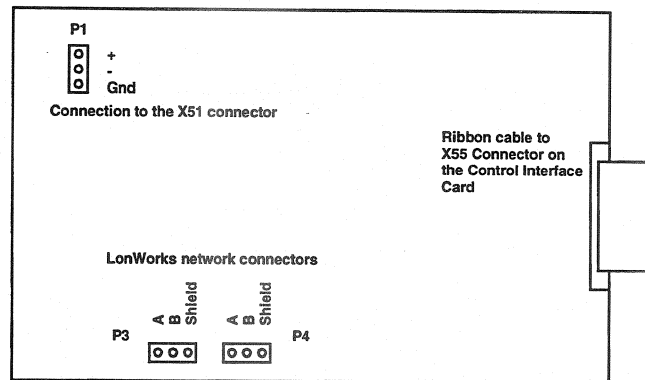 P1
+
-
Gnd
Connection to the X51 connector
Ribbon cable to
X55 Connector on
the Control Interface
Card
LonWorks network connectors
A
B
Shield
A
B
Shield
P3
P4